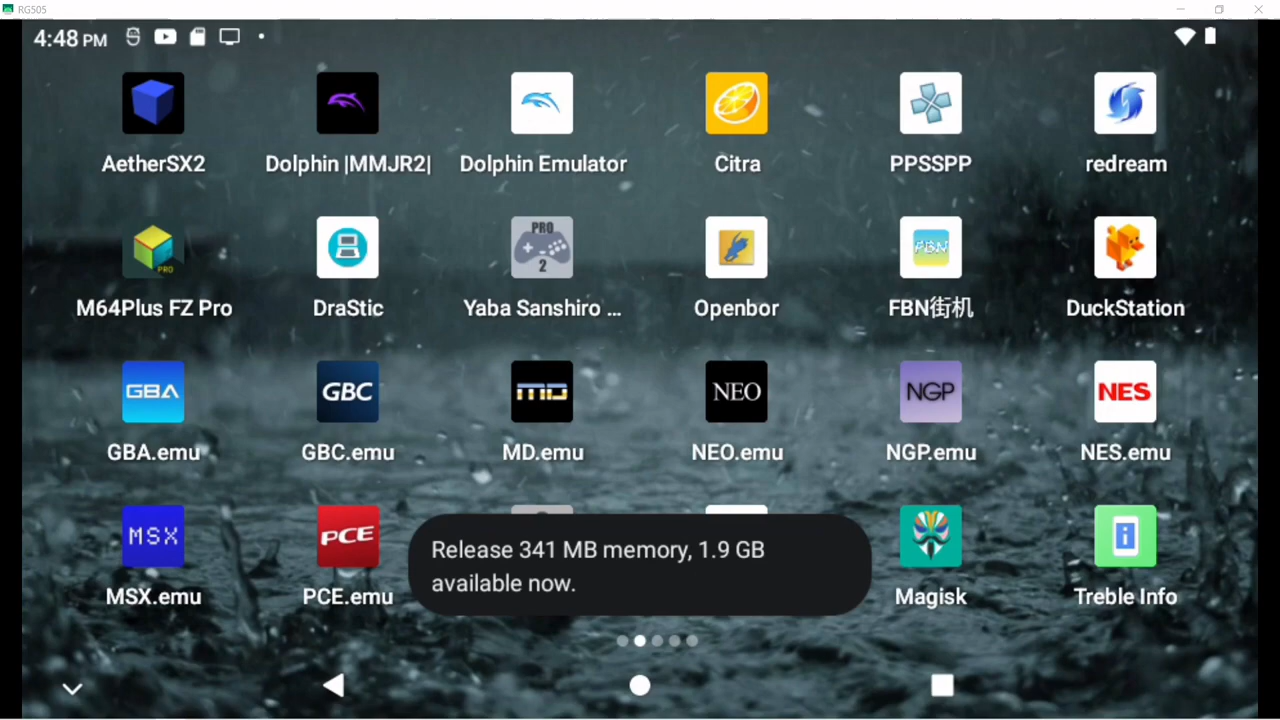 RG505
4:48 PM
AetherSX2
Dolphin |MMJR2|
Dolphin Emulator
Citra
PPSSPP
redream
PRO
PRO
2
FBN
M64Plus FZ Pro
DraStic
Yaba Sanshiro ...
Openbor
FBN街机
DuckStation
GBA
GBC
MD
NEO
NGP
NES
GBA.emu
GBC.emu
MD.emu
NEO.emu
NGP.emu
NES.emu
MSX
PCE
Release 341 MB memory, 1.9 GB
available now.
MSX.emu
PCE.emu
Magisk
Treble Info